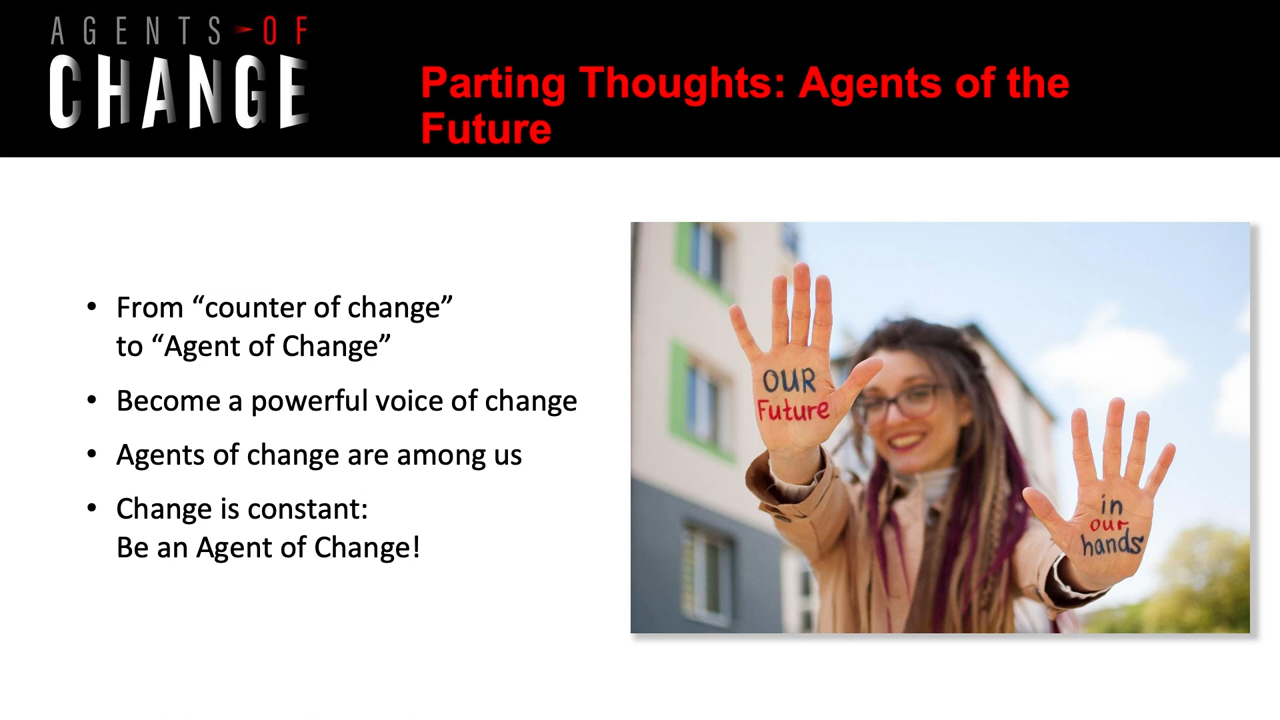 AGENTS OF
CHANGE
Parting Thoughts: Agents of the
Future
• From “counter of change”
to “Agent of Change”
• Become a powerful voice of change
• Agents of change are among us
• Change is constant:
Be an Agent of Change!
OUR
Future
in
our
hands